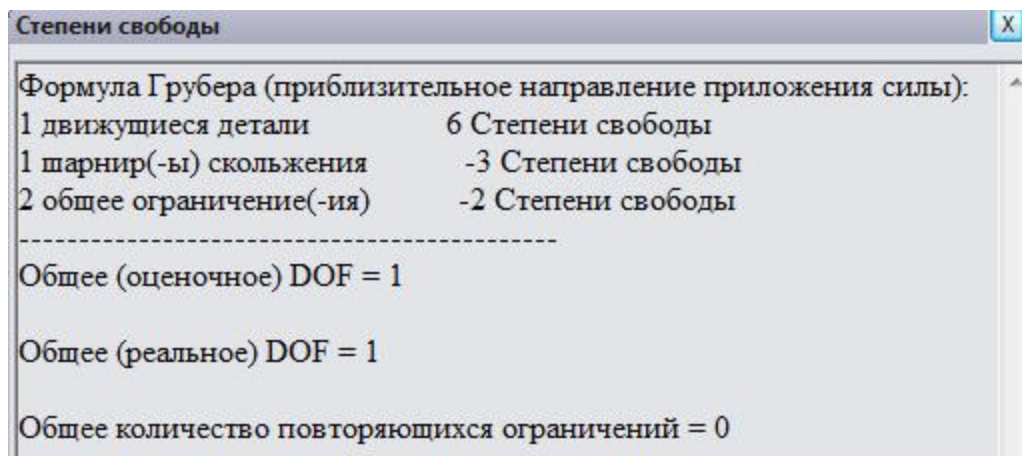 Степени свободы
X
Формула Грубера (приблизительное направление приложения силы):
1 движущиеся детали 6 Степени свободы
1 шарнир(-ы) скольжения -3 Степени свободы
2 общее ограничение(-ия) -2 Степени свободы
---------------------------------------------
Общее (оценочное) DOF = 1
Общее (реальное) DOF = 1
Общее количество повторяющихся ограничений = 0